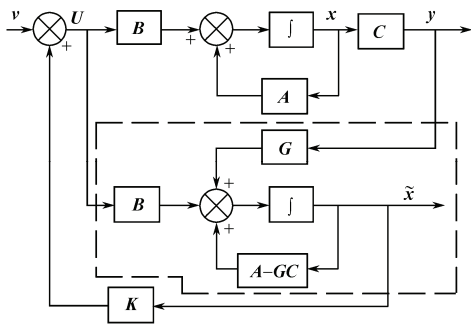 v U B + ∫ x C y
+ +
A
G
+
B ∫ x̃
+
A–GC
K